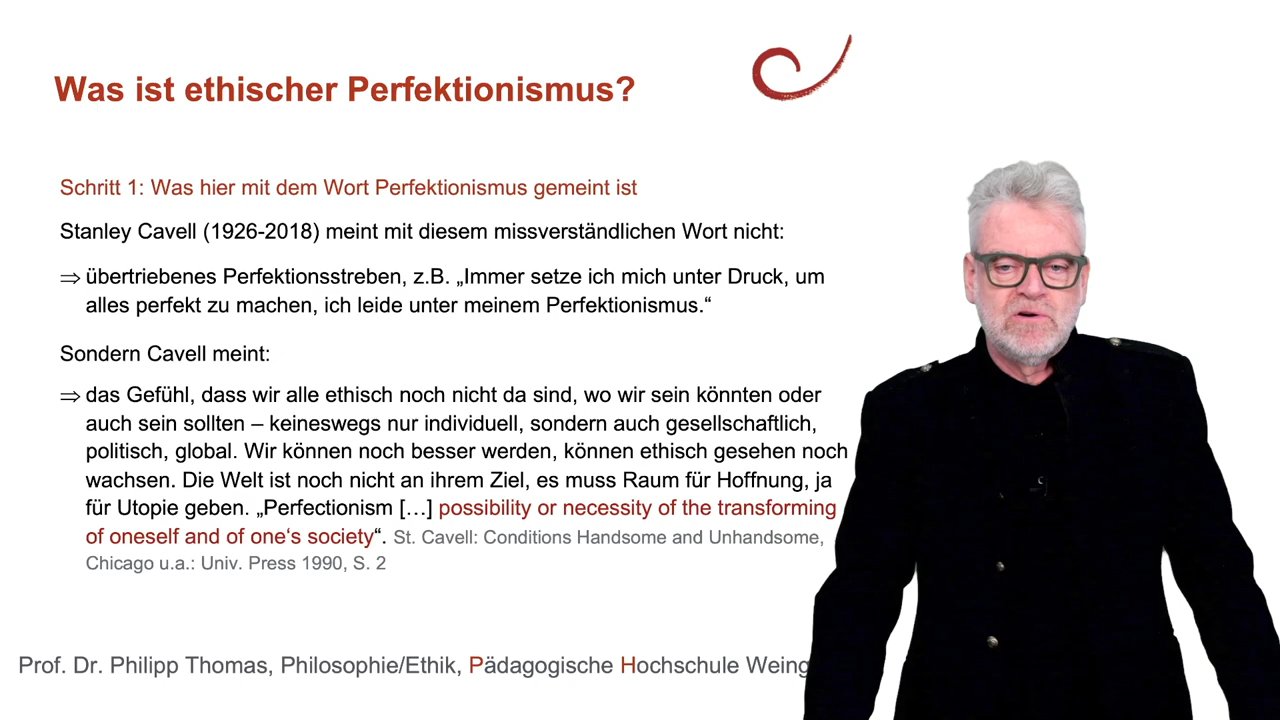 Was ist ethischer Perfektionismus?
Schritt 1: Was hier mit dem Wort Perfektionismus gemeint ist
Stanley Cavell (1926-2018) meint mit diesem missverständlichen Wort nicht:
⇒ übertriebenes Perfektionsstreben, z.B. „Immer setze ich mich unter Druck, um
alles perfekt zu machen, ich leide unter meinem Perfektionismus.“
Sondern Cavell meint:
⇒ das Gefühl, dass wir alle ethisch noch nicht da sind, wo wir sein könnten oder
auch sein sollten – keineswegs nur individuell, sondern auch gesellschaftlich,
politisch, global. Wir können noch besser werden, können ethisch gesehen noch
wachsen. Die Welt ist noch nicht an ihrem Ziel, es muss Raum für Hoffnung, ja
für Utopie geben. „Perfectionism […] possibility or necessity of the transforming
of oneself and of one‘s society“. St. Cavell: Conditions Handsome and Unhandsome,
Chicago u.a.: Univ. Press 1990, S. 2
Prof. Dr. Philipp Thomas, Philosophie/Ethik, Pädagogische Hochschule Weing